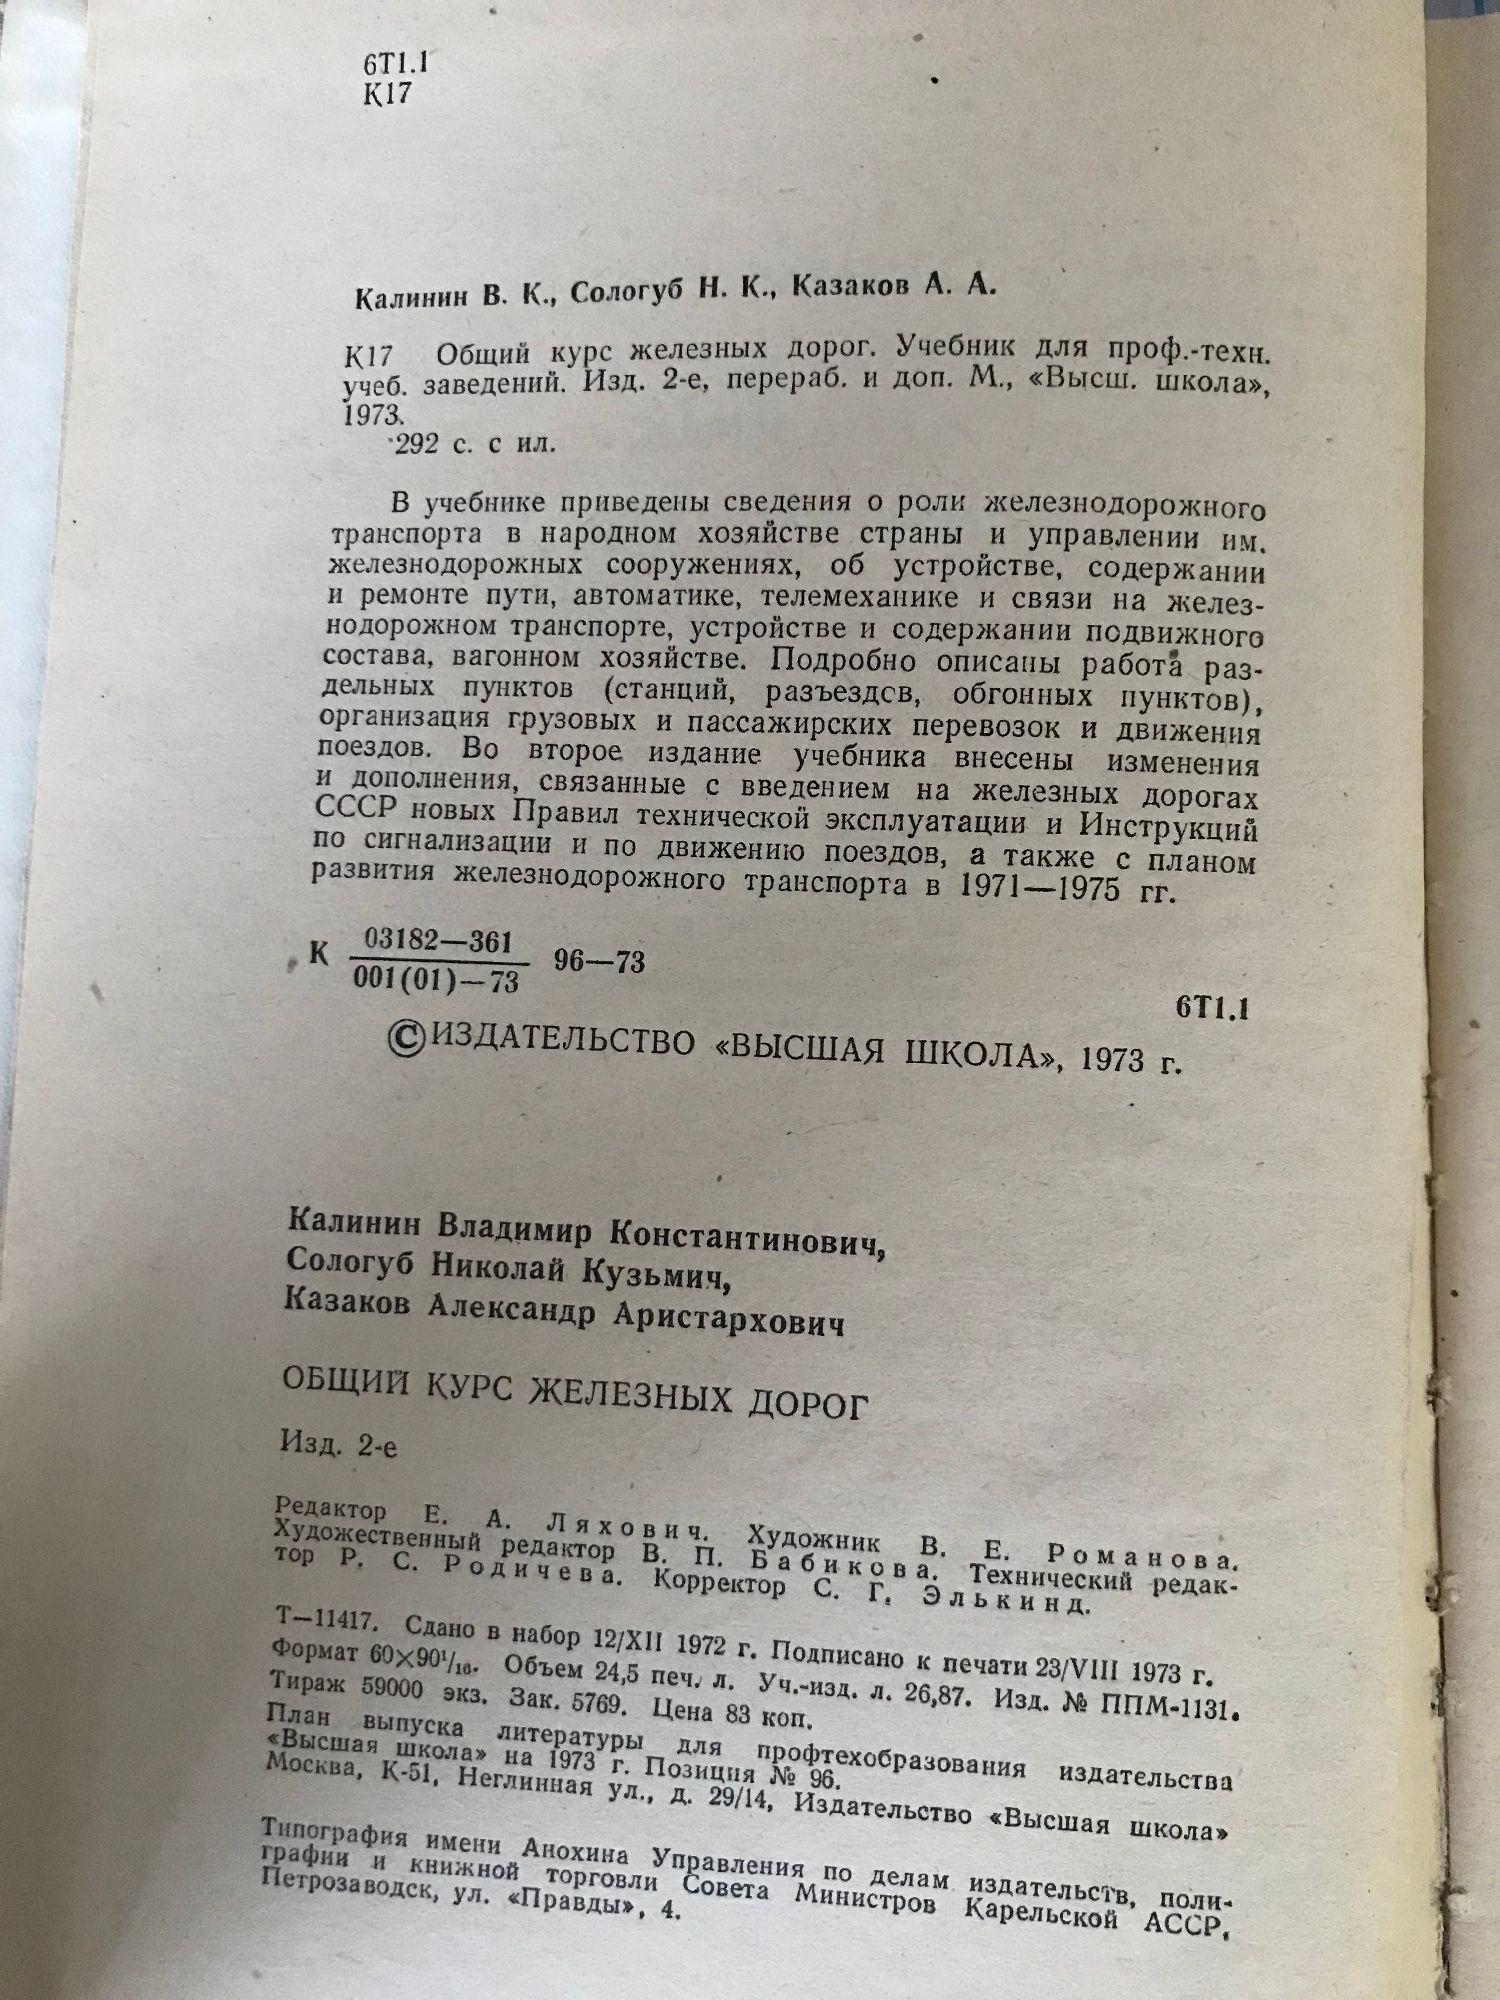 6Т1.1
К17
Калинин В. К., Сологуб Н. К., Казаков А. А.
К17 Общий курс железных дорог. Учебник для проф.-техн.
учеб. заведений. Изд. 2-е, перераб. и доп. М., «Высш. школа»,
1973.
292 с. с ил.
В учебнике приведены сведения о роли железнодорожного
транспорта в народном хозяйстве страны и управлении им.
железнодорожных сооружениях, об устройстве, содержании
и ремонте пути, автоматике, телемеханике и связи на желез-
нодорожном транспорте, устройстве и содержании подвижного
состава, вагонном хозяйстве. Подробно описаны работа раз-
дельных пунктов (станций, разъездов, обгонных пунктов),
организация грузовых и пассажирских перевозок и движения
поездов. Во второе издание учебника внесены изменения
и дополнения, связанные с введением на железных дорогах
СССР новых Правил технической эксплуатации и Инструкций
по сигнализации и по движению поездов, а также с планом
развития железнодорожного транспорта в 1971—1975 гг.
К 03182—361
001(01)—73 96—73
6Т1.1
© ИЗДАТЕЛЬСТВО «ВЫСШАЯ ШКОЛА», 1973 г.
Калинин Владимир Константинович,
Сологуб Николай Кузьмич,
Казаков Александр Аристархович
ОБЩИЙ КУРС ЖЕЛЕЗНЫХ ДОРОГ
Изд. 2-е
Редактор Е. А. Ляхович. Художник В. Е. Романова.
Художественный редактор В. П. Бабикова. Технический редак-
тор Р. С. Родичева. Корректор С. Г. Элькинд.
Т—11417. Сдано в набор 12/XII 1972 г. Подписано к печати 23/VIII 1973 г.
Формат 60×90¹/₁₆. Объем 24,5 печ. л. Уч.-изд. л. 26,87. Изд. № ППМ-1131.
Тираж 59000 экз. Зак. 5769. Цена 83 коп.
План выпуска литературы для профтехобразования издательства
«Высшая школа» на 1973 г. Позиция № 96.
Москва, К-51, Неглинная ул., д. 29/14, Издательство «Высшая школа»
Типография имени Анохина Управления по делам издательств, поли-
графии и книжной торговли Совета Министров Карельской АССР,
Петрозаводск, ул. «Правды», 4.